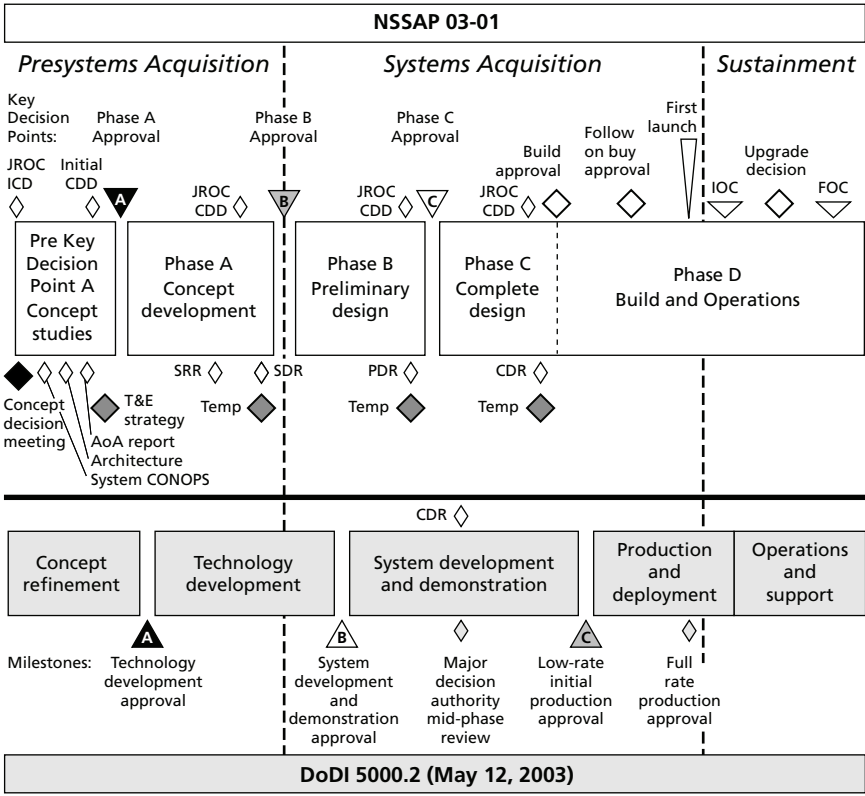 NSSAP 03-01
Presystems Acquisition
Systems Acquisition
Sustainment
Key
Decision
Points:
Phase A
Approval
Phase B
Approval
Phase C
Approval
First
launch
Build
approval
Follow
on buy
approval
JROC
ICD
Initial
CDD
A
JROC
CDD
B
JROC
CDD
C
JROC
CDD
IOC
Upgrade
decision
FOC
Pre Key
Decision
Point A
Concept
studies
Phase A
Concept
development
Phase B
Preliminary
design
Phase C
Complete
design
Phase D
Build and Operations
SRR
SDR
PDR
CDR
Concept
decision
meeting
T&E
strategy
AoA report
Architecture
System CONOPS
Temp
Temp
Temp
CDR
Concept
refinement
Technology
development
System development
and demonstration
Production
and
deployment
Operations
and
support
A
B
C
Milestones:
Technology
development
approval
System
development
and
demonstration
approval
Major
decision
authority
mid-phase
review
Low-rate
initial
production
approval
Full
rate
production
approval
DoDI 5000.2 (May 12, 2003)